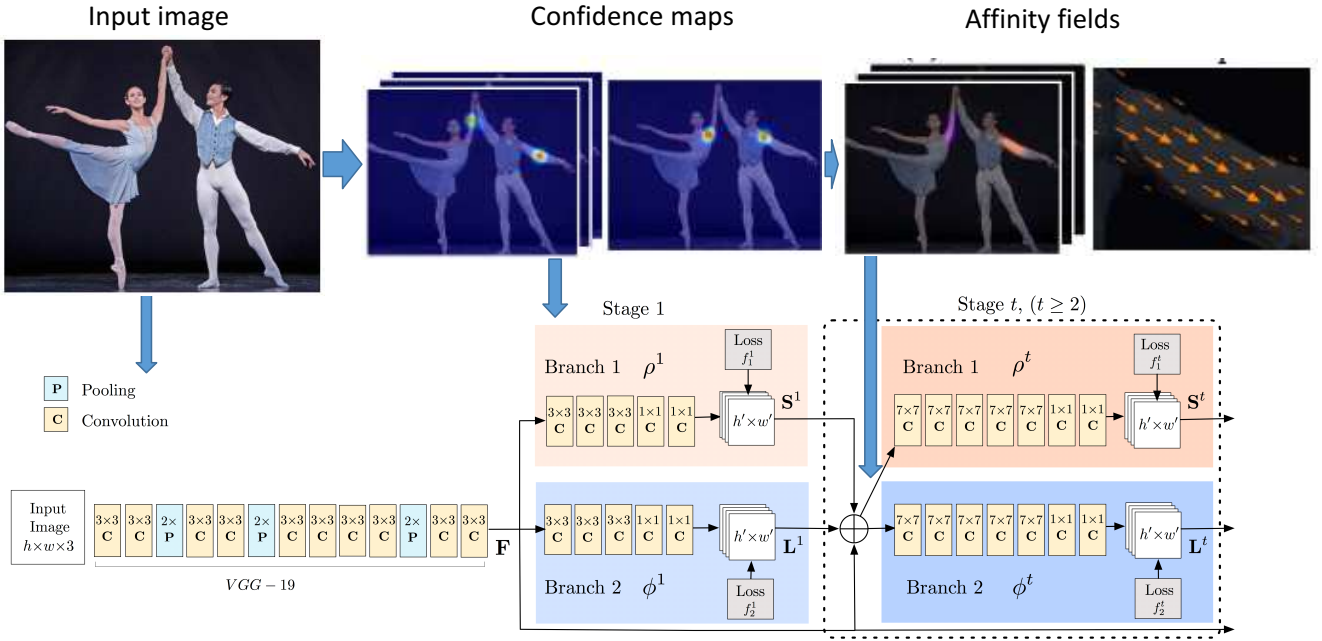 Input image
Confidence maps
Affinity fields
Stage 1
Stage t, (t ≥ 2)
Loss
f₁¹
Branch 1 ρ¹
Loss
f₁ᵗ
Branch 1 ρᵗ
P Pooling
C Convolution
3×3 3×3 3×3 1×1 1×1
C C C C C
h′×w′
S¹
7×7 7×7 7×7 7×7 7×7 1×1 1×1
C C C C C C C
h′×w′
Sᵗ
Input
Image
h×w×3
3×3 3×3 2× 3×3 3×3 2× 3×3 3×3 3×3 3×3 2× 3×3 3×3
C C P C C P C C C C P C C
F
VGG − 19
3×3 3×3 3×3 1×1 1×1
C C C C C
h′×w′
L¹
7×7 7×7 7×7 7×7 7×7 1×1 1×1
C C C C C C C
h′×w′
Lᵗ
Branch 2 ϕ¹
Loss
f₂¹
Branch 2 ϕᵗ
Loss
f₂ᵗ